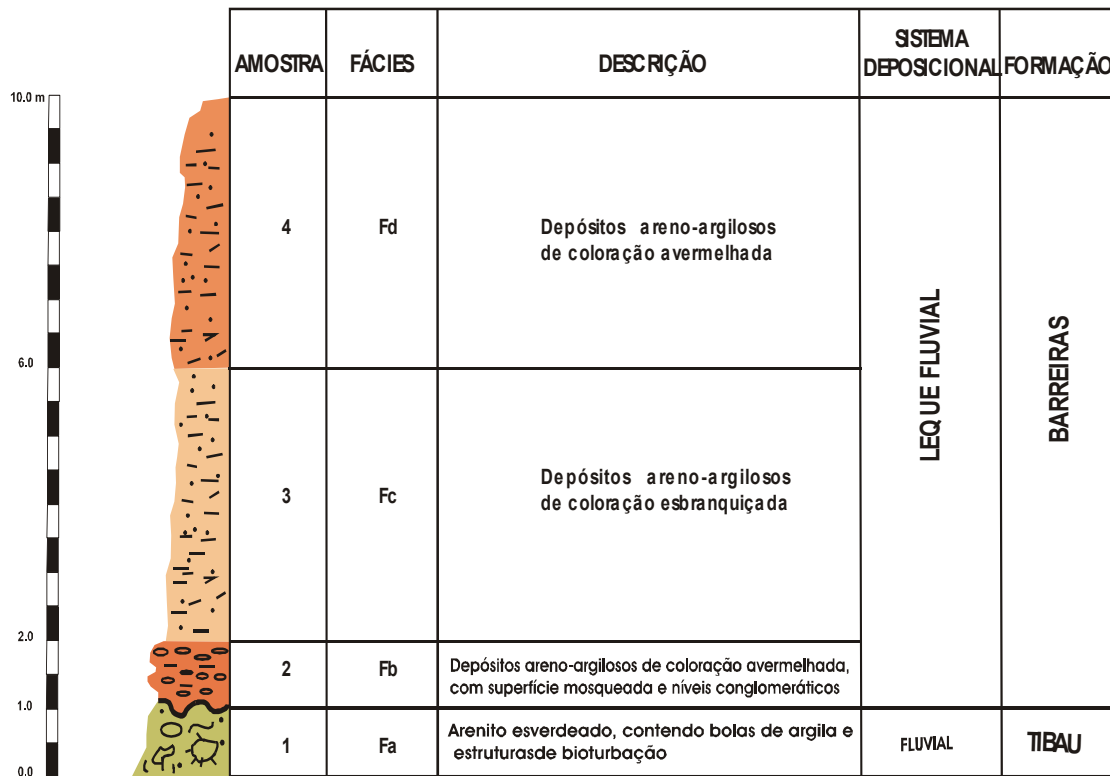 AMOSTRA
FÁCIES
DESCRIÇÃO
SISTEMA
DEPOSICIONAL
FORMAÇÃO
10.0 m
4
Fd
Depósitos areno-argilosos
de coloração avermelhada
6.0
3
Fc
Depósitos areno-argilosos
de coloração esbranquiçada
LEQUE FLUVIAL
BARREIRAS
2.0
2
Fb
Depósitos areno-argilosos de coloração avermelhada,
com superfície mosqueada e níveis conglomeráticos
1.0
1
Fa
Arenito esverdeado, contendo bolas de argila e
estruturasde bioturbação
FLUVIAL
TIBAU
0.0